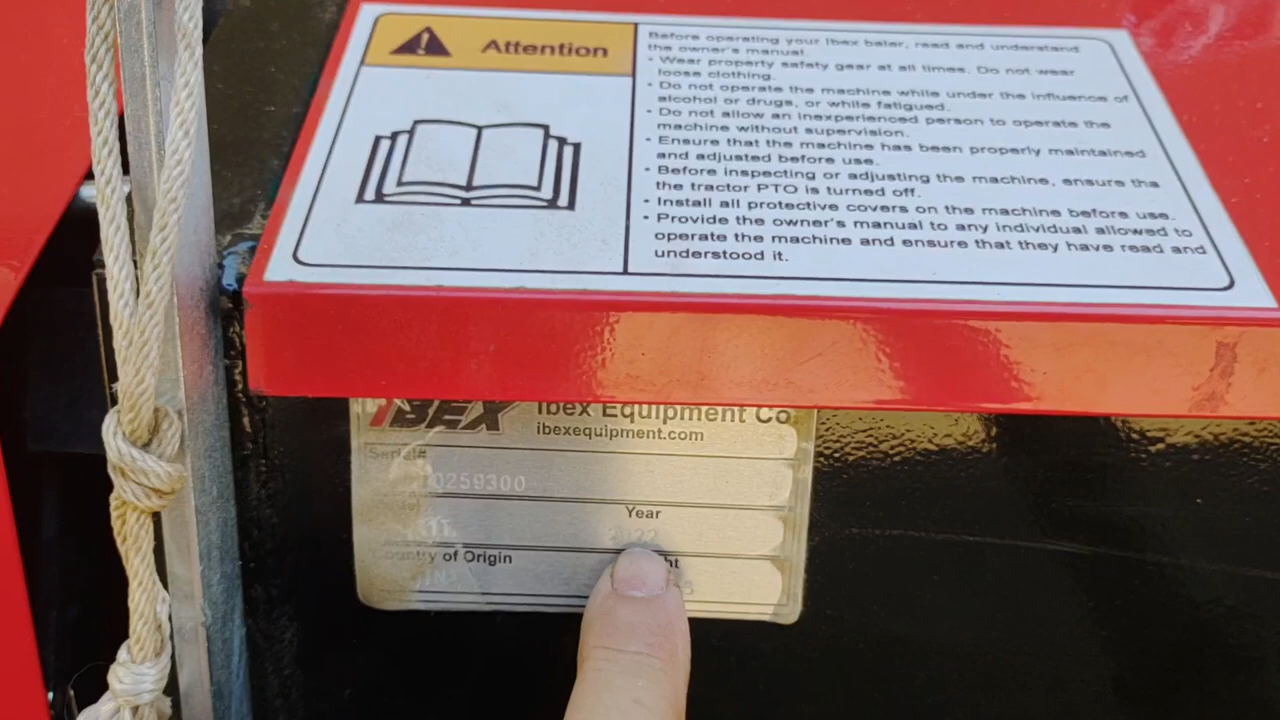 Attention
Before operating your Ibex baler, read and understand
the owner's manual.
• Wear property safety gear at all times. Do not wear
loose clothing.
• Do not operate the machine while under the influence of
alcohol or drugs, or while fatigued.
• Do not allow an inexperienced person to operate the
machine without supervision.
• Ensure that the machine has been properly maintained
and adjusted before use.
• Before inspecting or adjusting the machine, ensure tha
the tractor PTO is turned off.
• Install all protective covers on the machine before use.
• Provide the owner's manual to any individual allowed to
operate the machine and ensure that they have read and
understood it.
IBEX
Ibex Equipment Co
ibexequipment.com
Serial#
0259300
Year
2022
Country of Origin